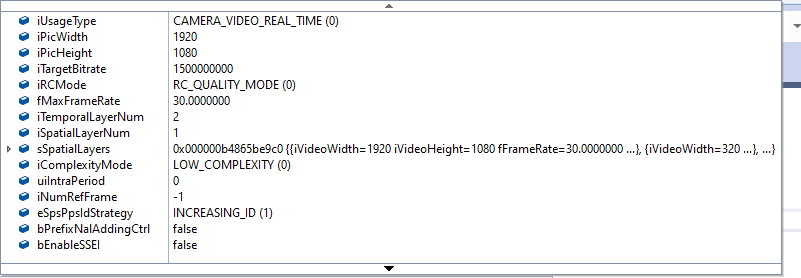 iUsageType CAMERA_VIDEO_REAL_TIME (0)
iPicWidth 1920
iPicHeight 1080
iTargetBitrate 1500000000
iRCMode RC_QUALITY_MODE (0)
fMaxFrameRate 30.0000000
iTemporalLayerNum 2
iSpatialLayerNum 1
sSpatialLayers 0x000000b4865be9c0 {{iVideoWidth=1920 iVideoHeight=1080 fFrameRate=30.0000000 ...}, {iVideoWidth=320 ...}, ...}
iComplexityMode LOW_COMPLEXITY (0)
uiIntraPeriod 0
iNumRefFrame -1
eSpsPpsIdStrategy INCREASING_ID (1)
bPrefixNalAddingCtrl false
bEnableSSEI false